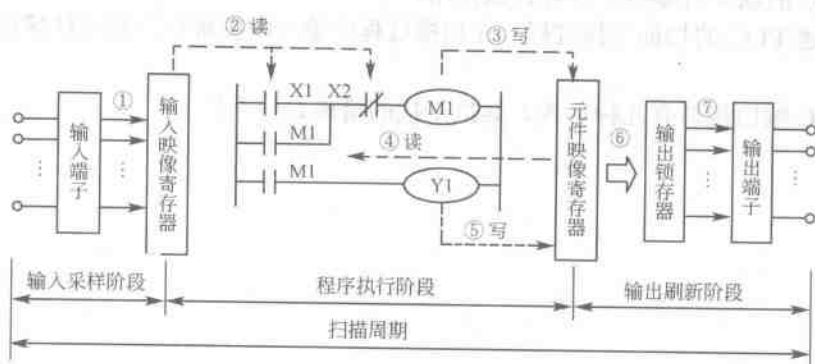 ②读
③写
①
X1
X2
M1
M1
④读
M1
Y1
⑤写
⑥
⑦
输入端子
输入映像寄存器
元件映像寄存器
输出锁存器
输出端子
输入采样阶段
程序执行阶段
输出刷新阶段
扫描周期